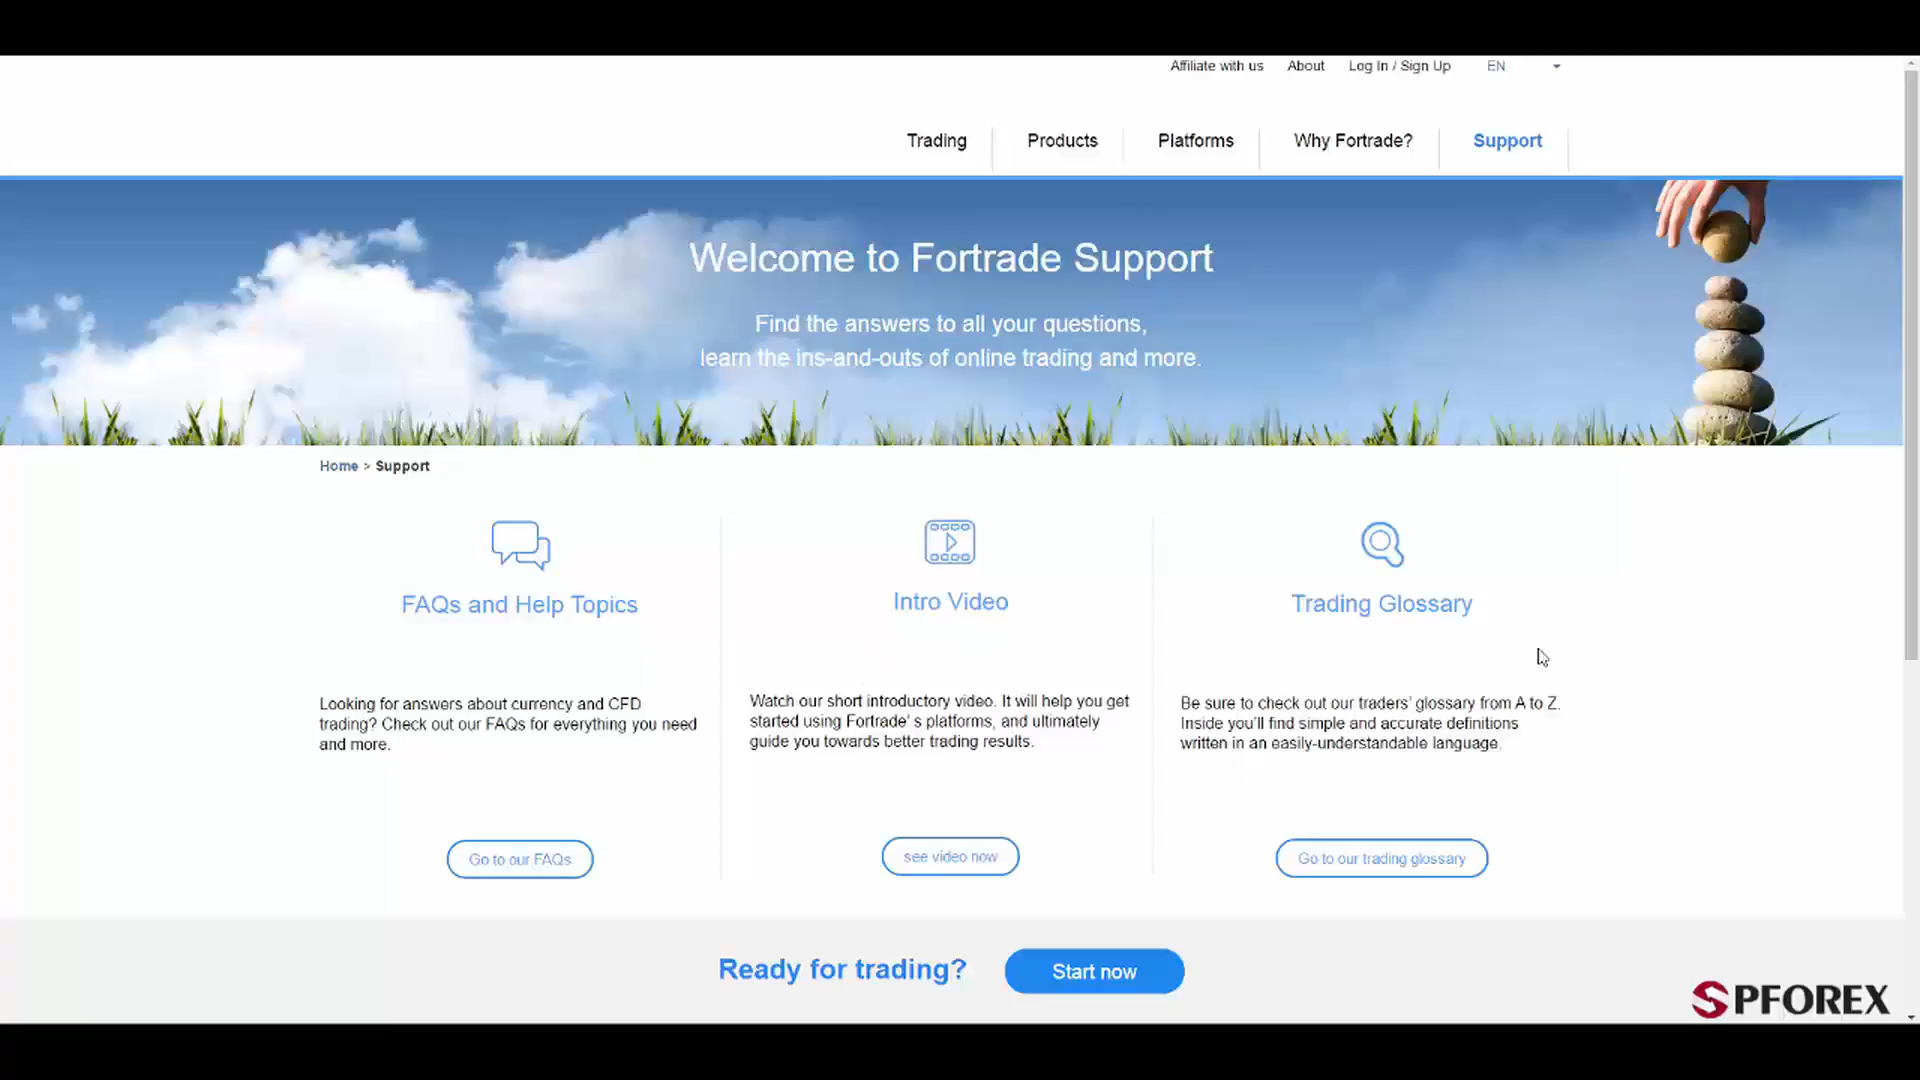 Affiliate with us About Log In / Sign Up EN
Trading Products Platforms Why Fortrade? Support
Welcome to Fortrade Support
Find the answers to all your questions,
learn the ins-and-outs of online trading and more.
Home > Support
FAQs and Help Topics
Looking for answers about currency and CFD
trading? Check out our FAQs for everything you need
and more.
Go to our FAQs
Intro Video
Watch our short introductory video. It will help you get
started using Fortrade' s platforms, and ultimately
guide you towards better trading results.
see video now
Trading Glossary
Be sure to check out our traders' glossary from A to Z.
Inside you'll find simple and accurate definitions
written in an easily-understandable language.
Go to our trading glossary
Ready for trading? Start now
SPFOREX